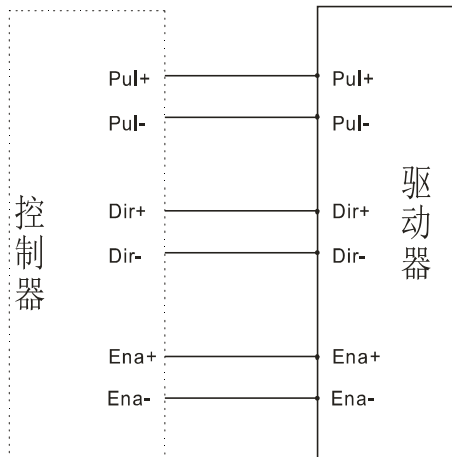 Pul+ Pul+
Pul- Pul-
Dir+ Dir+
Dir- Dir-
Ena+ Ena+
Ena- Ena-
控制器
驱动器